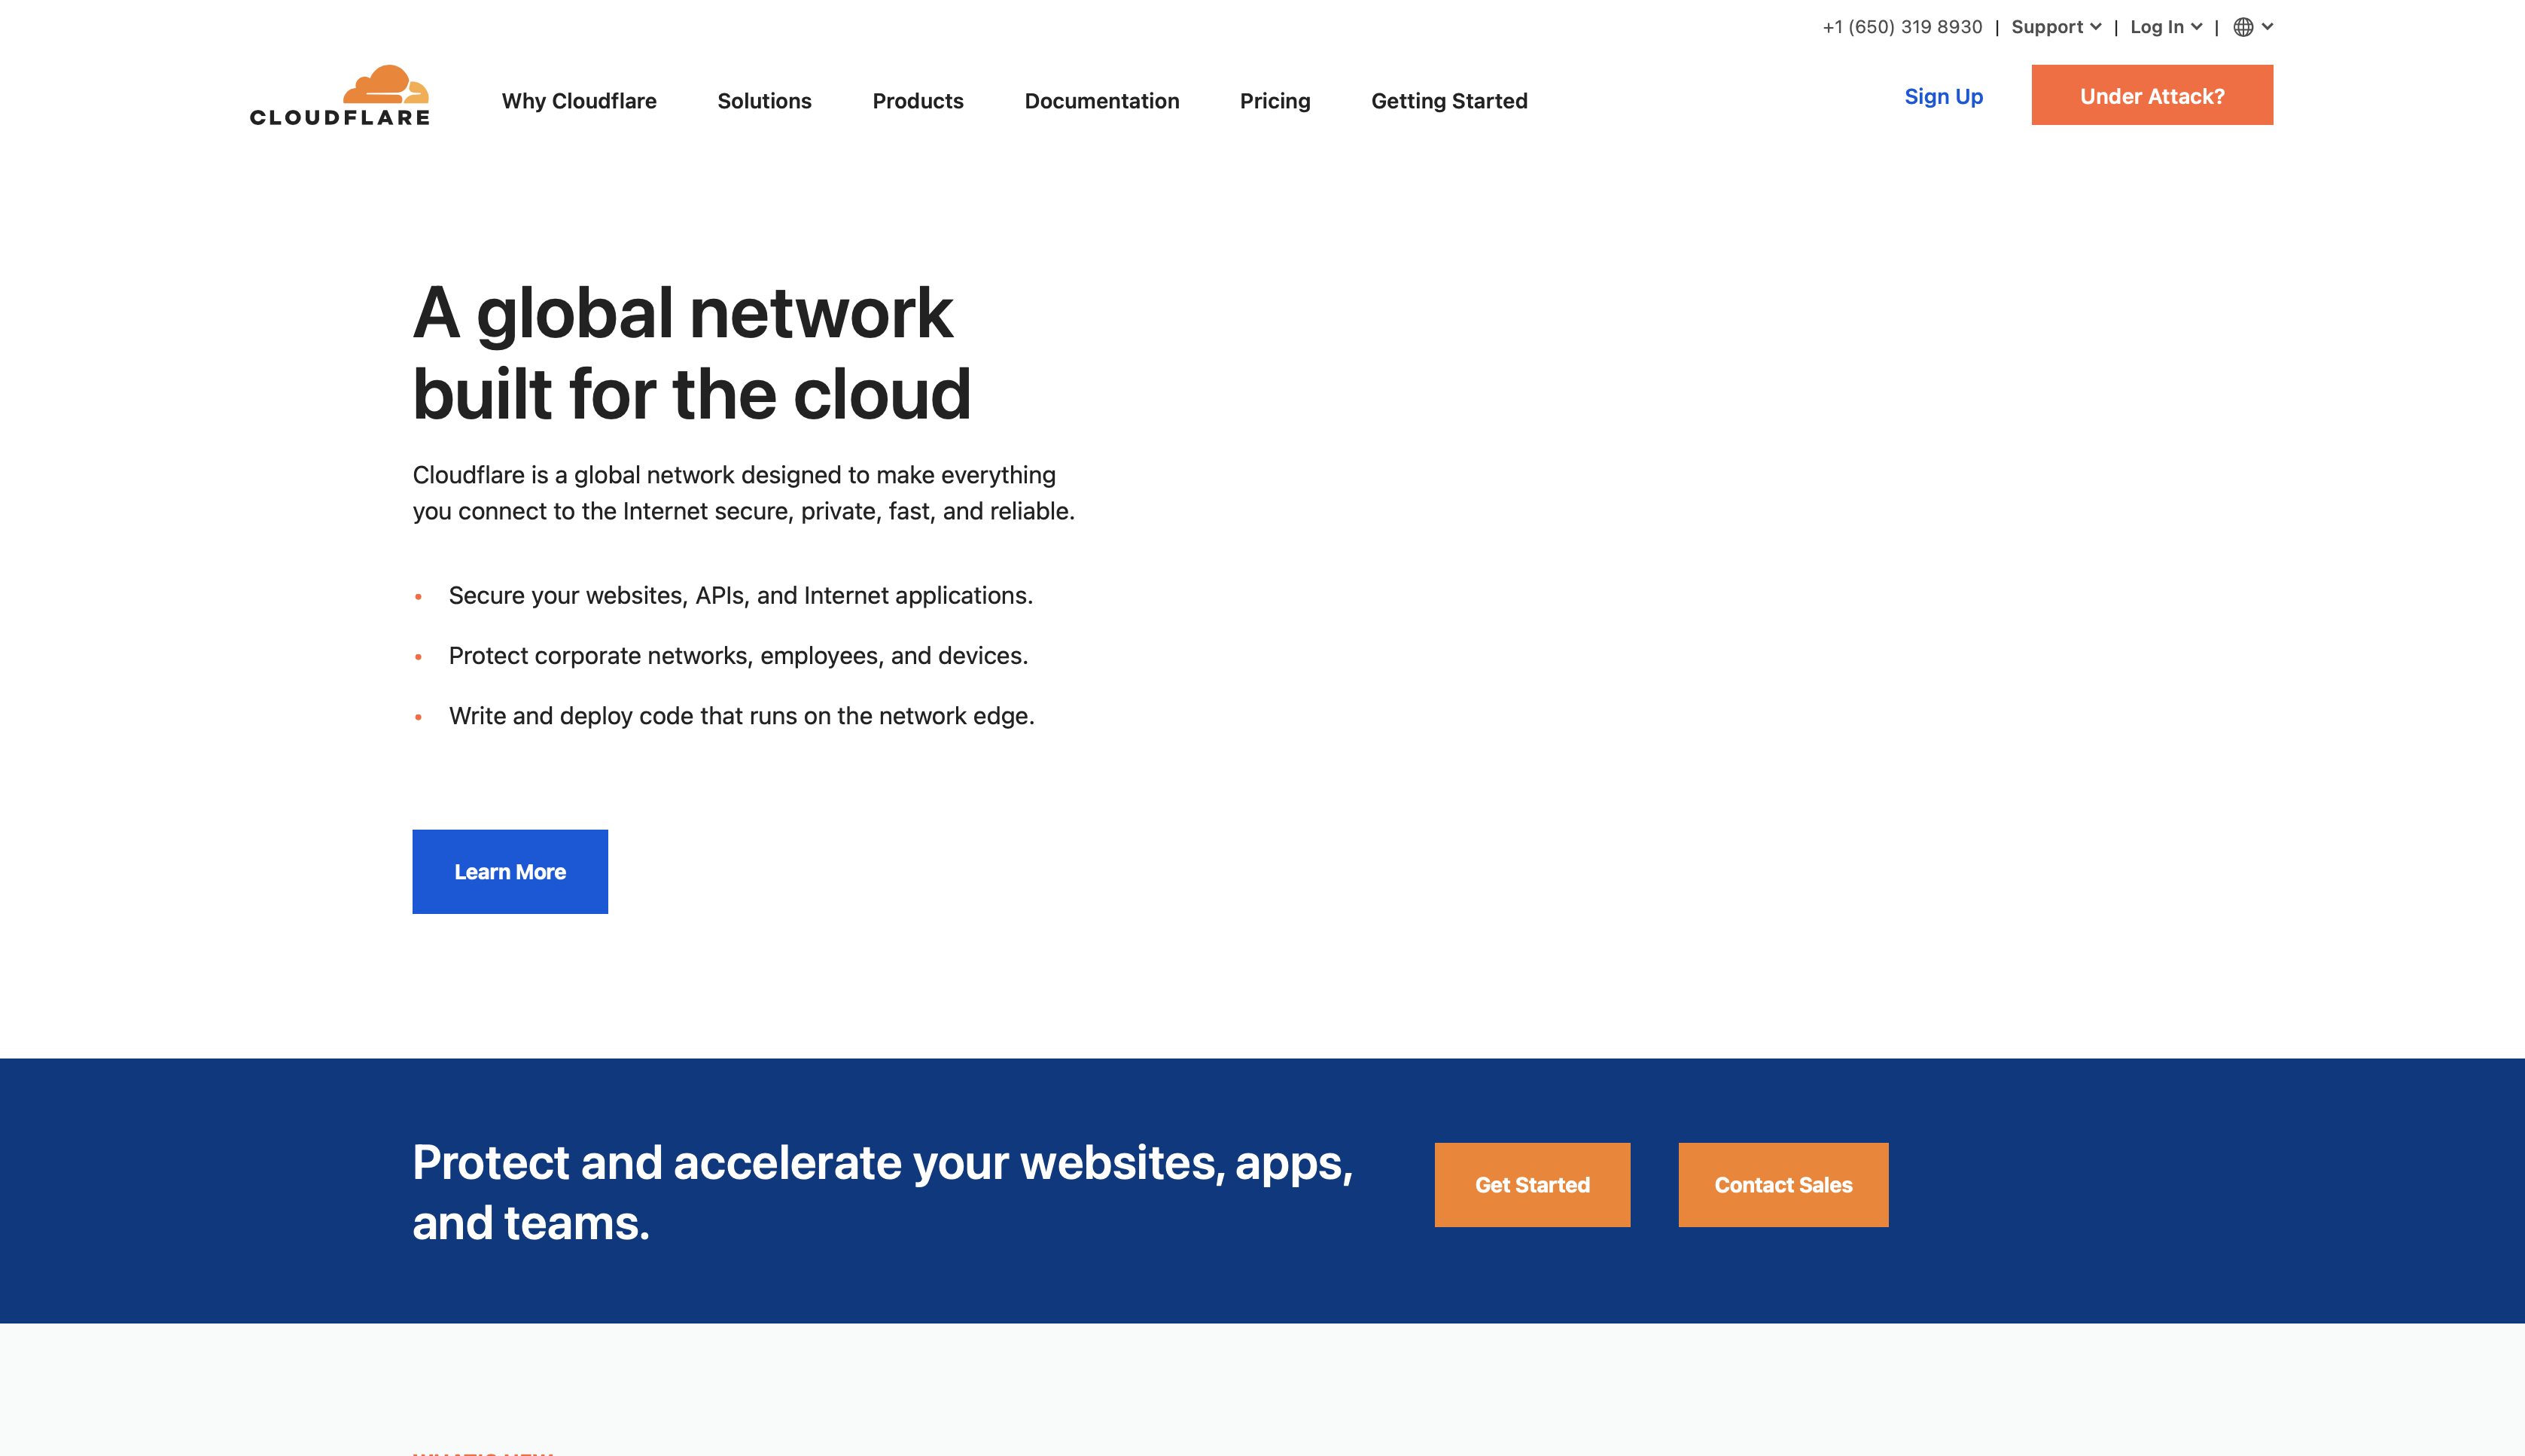 +1 (650) 319 8930 | Support | Log In |
CLOUDFLARE
Why Cloudflare Solutions Products Documentation Pricing Getting Started Sign Up Under Attack?
A global network
built for the cloud
Cloudflare is a global network designed to make everything
you connect to the Internet secure, private, fast, and reliable.
• Secure your websites, APIs, and Internet applications.
• Protect corporate networks, employees, and devices.
• Write and deploy code that runs on the network edge.
Learn More
Protect and accelerate your websites, apps,
and teams.
Get Started Contact Sales
WHAT'S NEW